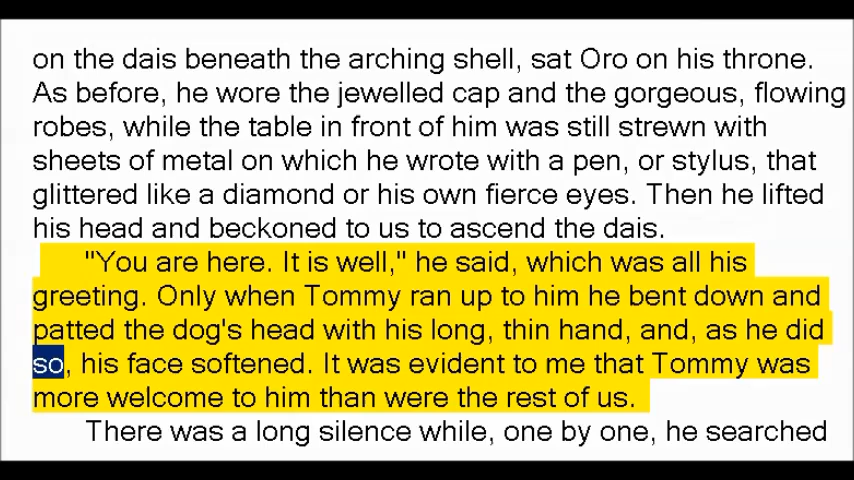 on the dais beneath the arching shell, sat Oro on his throne.
As before, he wore the jewelled cap and the gorgeous, flowing
robes, while the table in front of him was still strewn with
sheets of metal on which he wrote with a pen, or stylus, that
glittered like a diamond or his own fierce eyes. Then he lifted
his head and beckoned to us to ascend the dais.
"You are here. It is well," he said, which was all his
greeting. Only when Tommy ran up to him he bent down and
patted the dog's head with his long, thin hand, and, as he did
so, his face softened. It was evident to me that Tommy was
more welcome to him than were the rest of us.
There was a long silence while, one by one, he searched